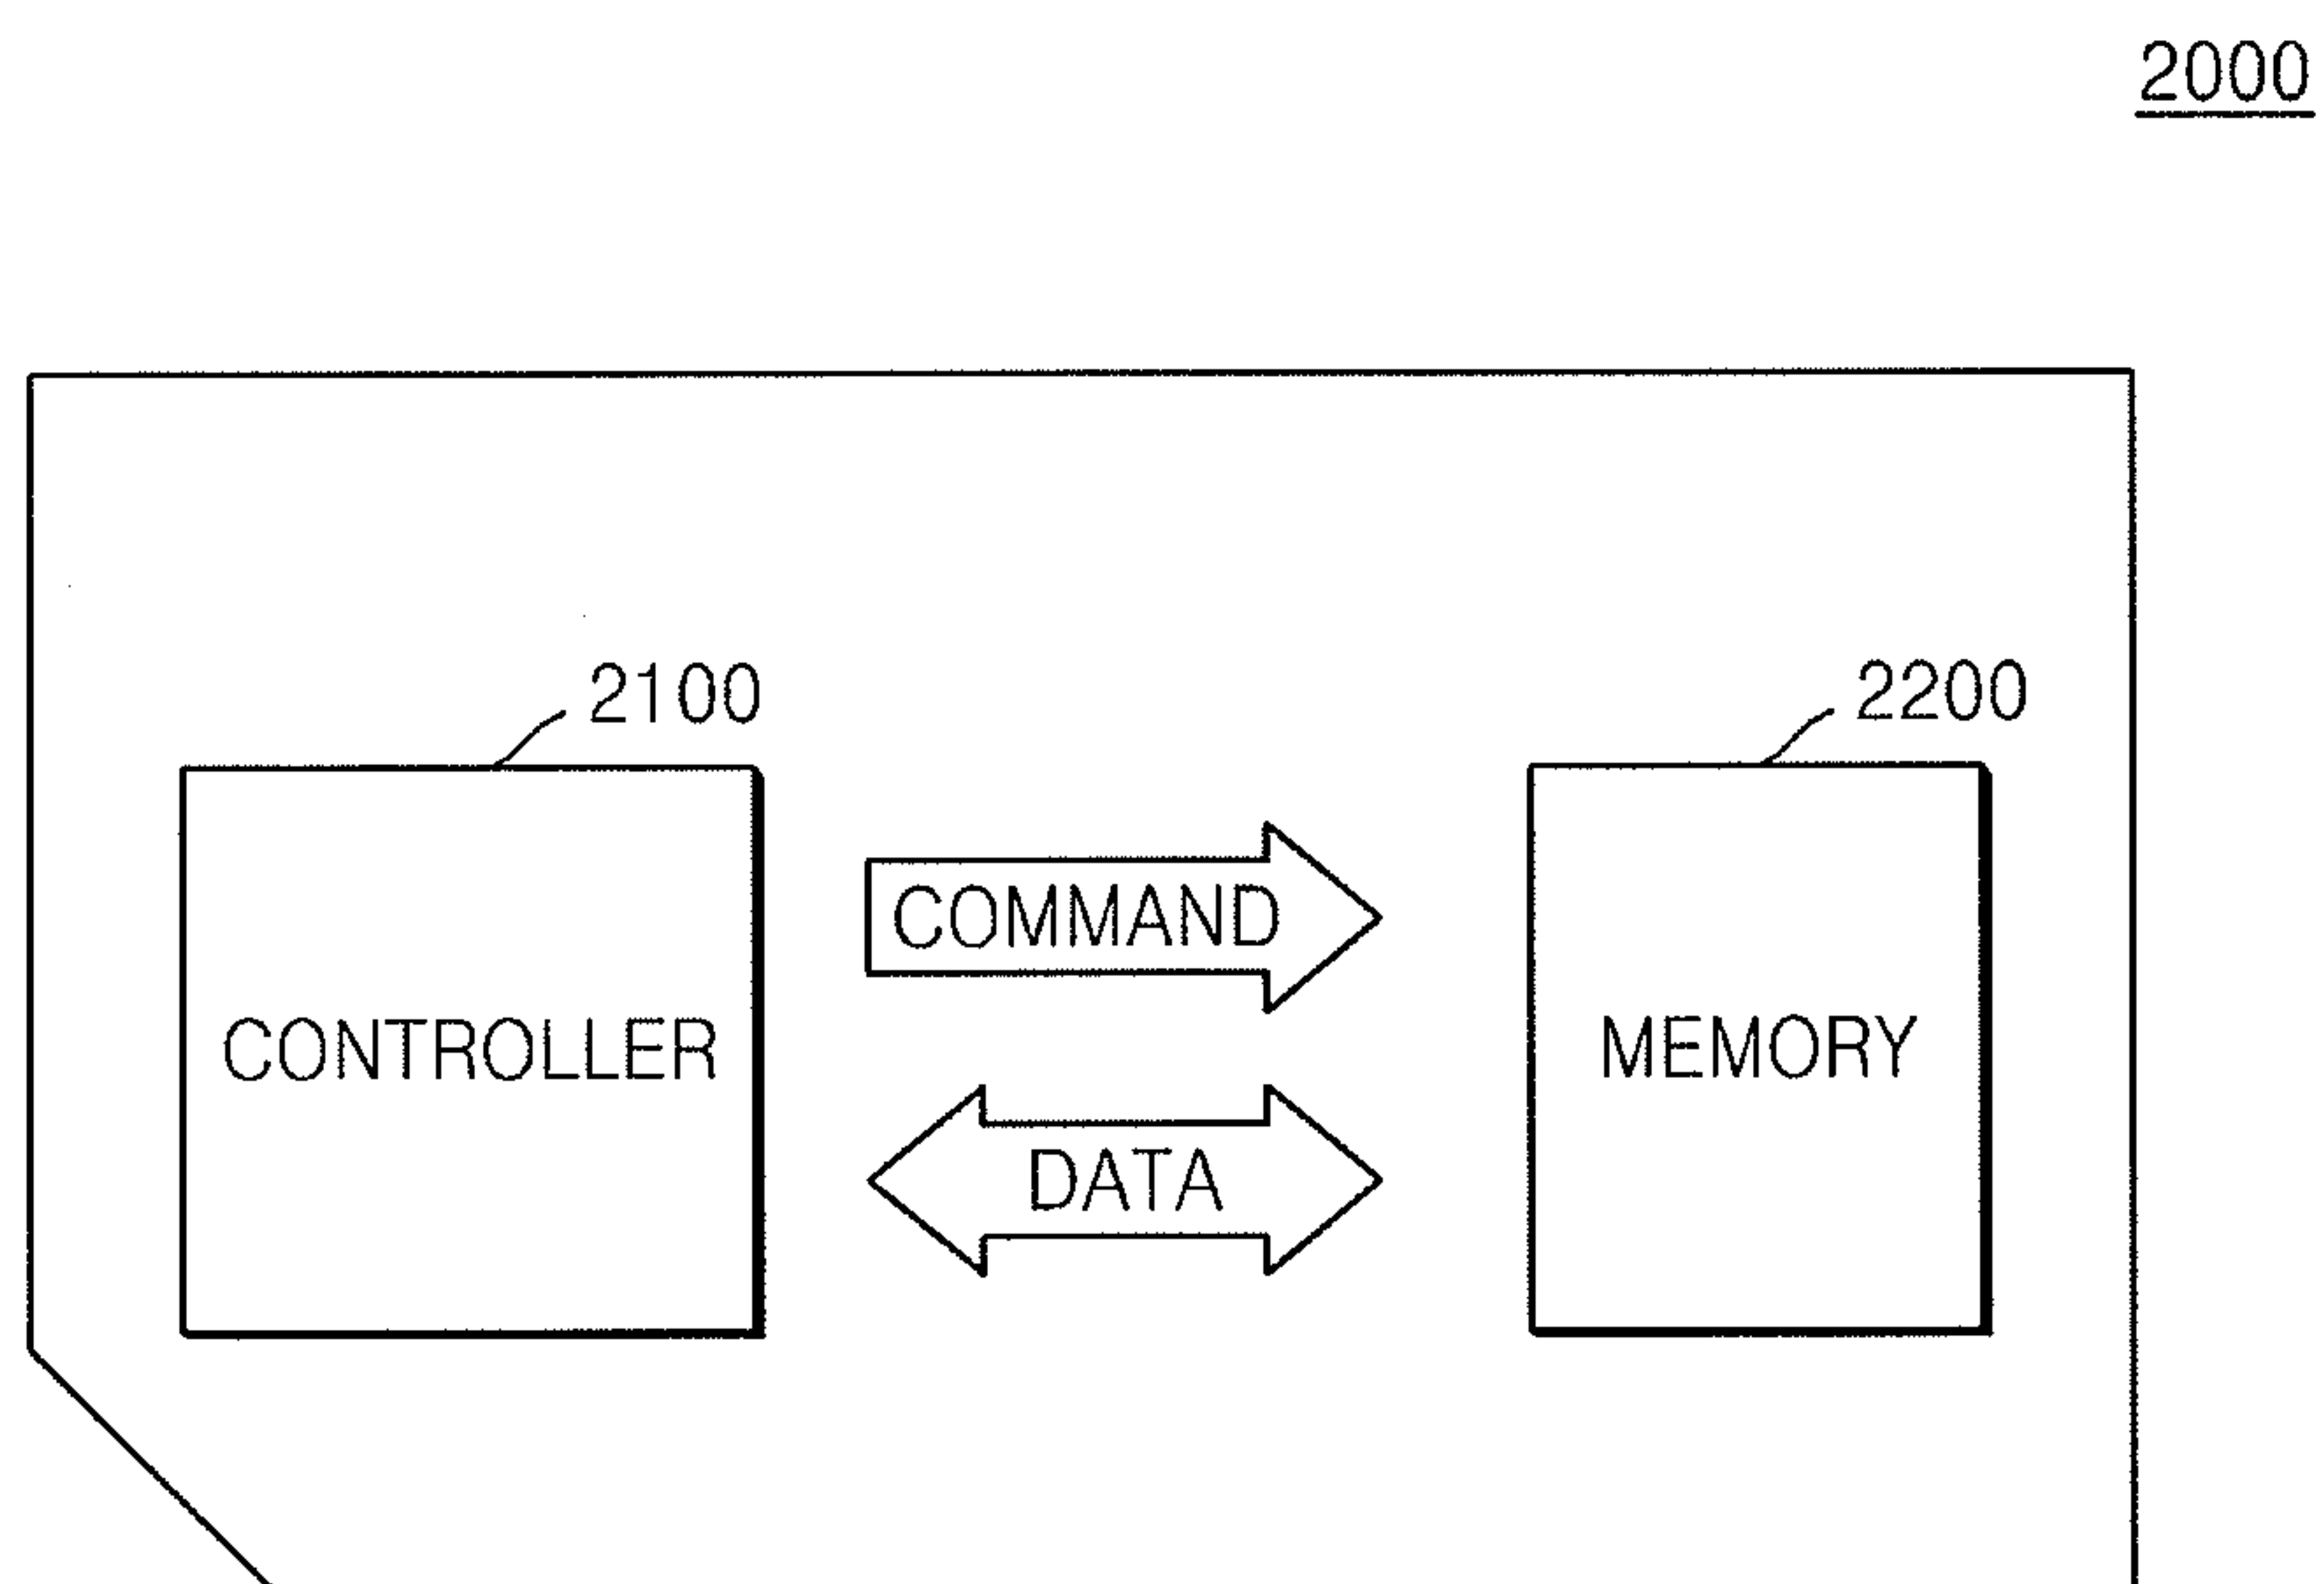 2000
2100
2200
COMMAND
CONTROLLER
MEMORY
DATA